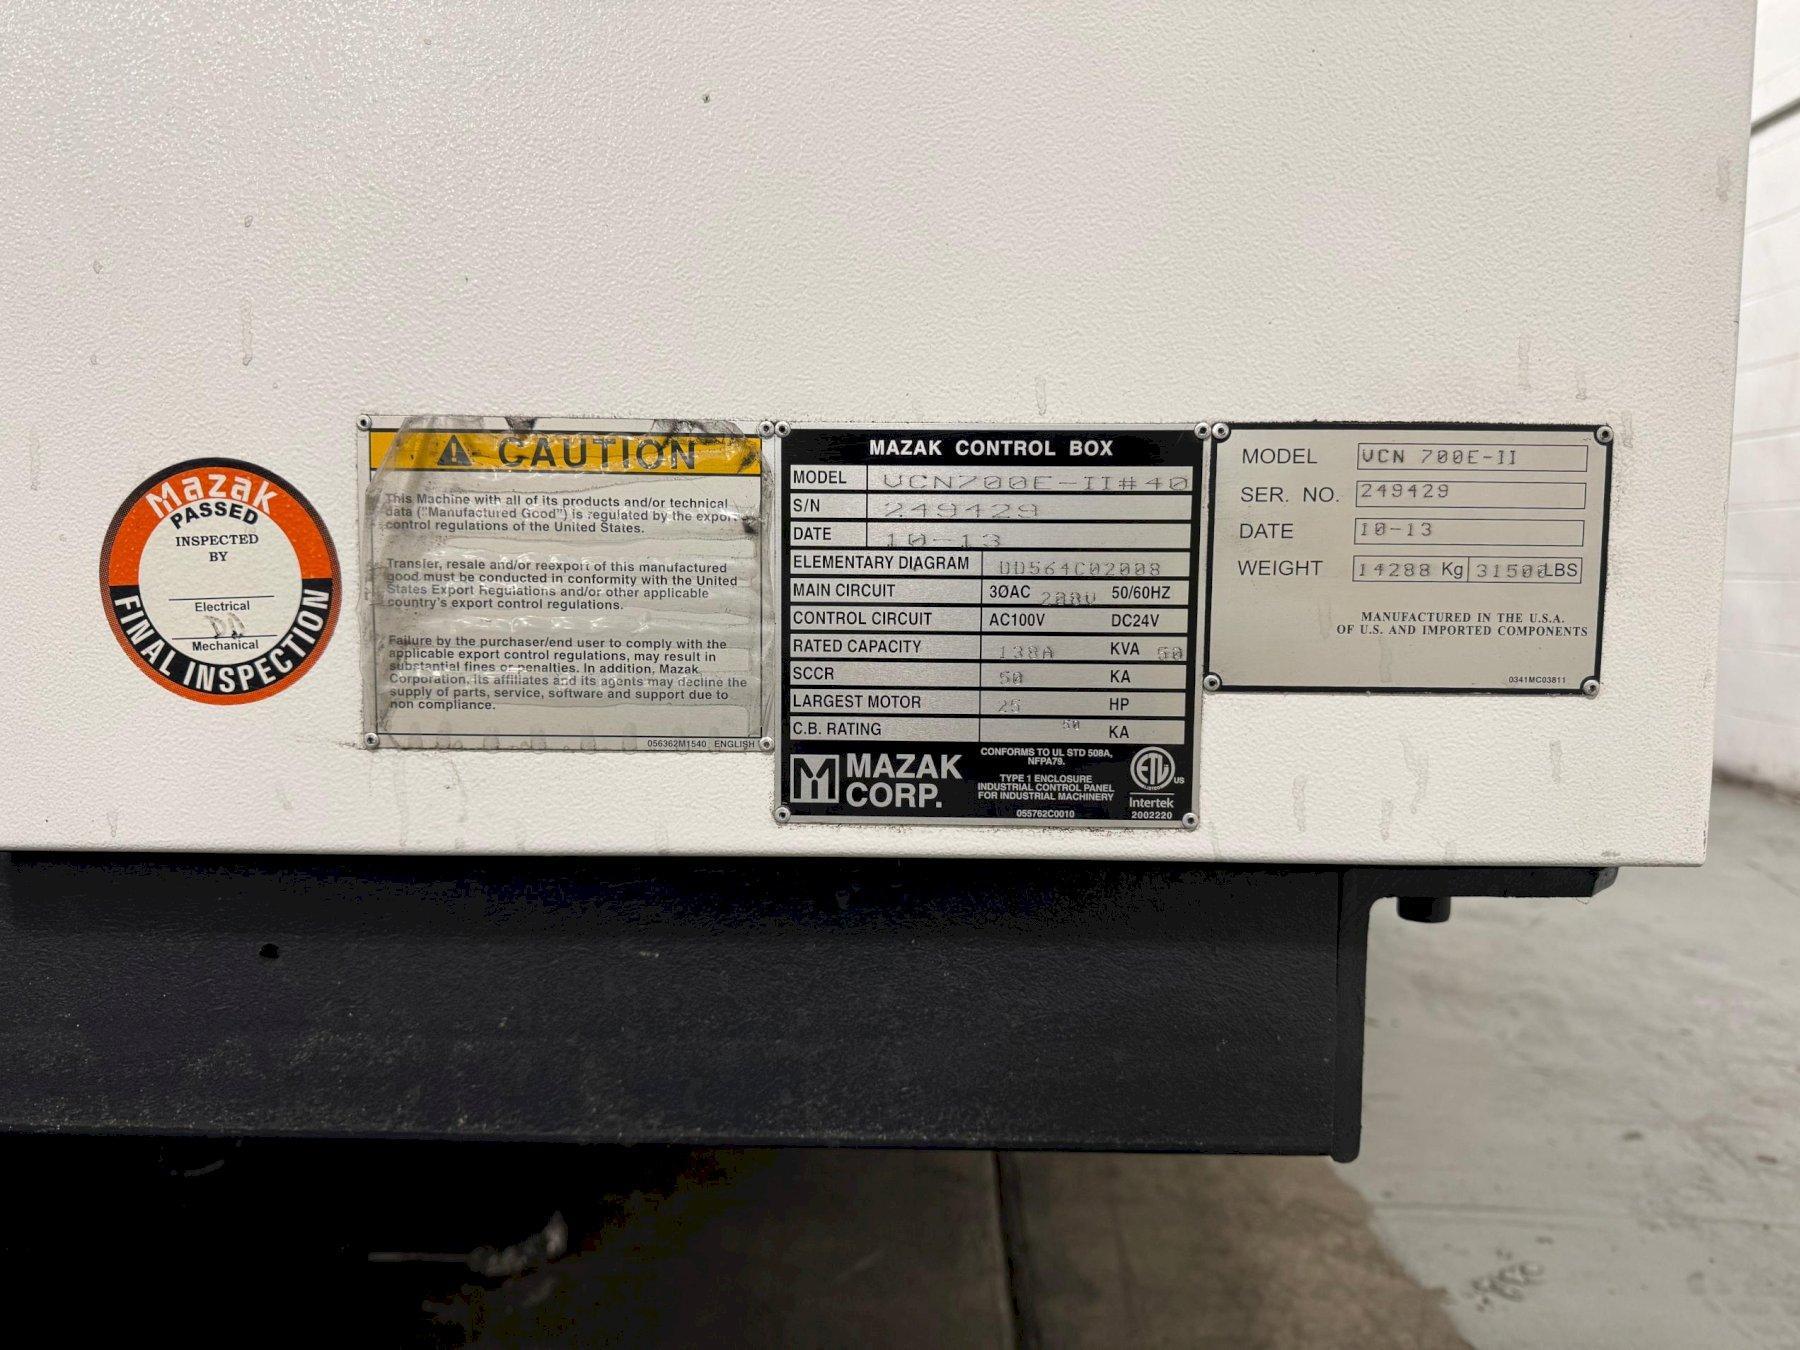 Mazak
PASSED
INSPECTED
BY
Electrical
Mechanical
FINAL INSPECTION
CAUTION
This Machine with all of its products and/or technical
data ("Manufactured Good") is regulated by the export
control regulations of the United States.
Transfer, resale and/or reexport of this manufactured
good must be conducted in conformity with the United
States Export Regulations and/or other applicable
country's export control regulations.
Failure by the purchaser/end user to comply with the
applicable export control regulations, may result in
substantial fines or penalties. In addition, Mazak
Corporation, its affiliates and its agents may decline the
supply of parts, service, software and support due to
non compliance.
056362M1540 ENGLISH
MAZAK CONTROL BOX
MODEL VCN700E-II#40
S/N 249429
DATE 10-13
ELEMENTARY DIAGRAM DD564C02008
MAIN CIRCUIT 3ØAC 208V 50/60HZ
CONTROL CIRCUIT AC100V DC24V
RATED CAPACITY 138A KVA 50
SCCR 50 KA
LARGEST MOTOR 25 HP
C.B. RATING 50 KA
MAZAK
CORP.
CONFORMS TO UL STD 508A,
NFPA79.
TYPE 1 ENCLOSURE
INDUSTRIAL CONTROL PANEL
FOR INDUSTRIAL MACHINERY
055762C0010
ETL
LISTED
US
Intertek
2002220
MODEL VCN 700E-II
SER. NO. 249429
DATE 10-13
WEIGHT 14288 Kg 31500LBS
MANUFACTURED IN THE U.S.A.
OF U.S. AND IMPORTED COMPONENTS
0341MC03811